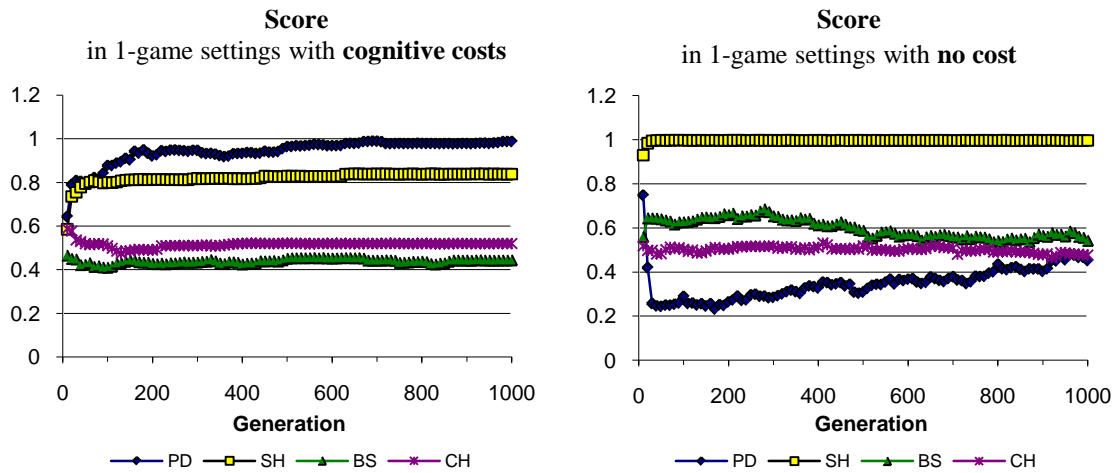 Score
in 1-game settings with cognitive costs
1.2
1
0.8
0.6
0.4
0.2
0
0 200 400 600 800 1000
Generation
PD SH BS CH
Score
in 1-game settings with no cost
1.2
1
0.8
0.6
0.4
0.2
0
0 200 400 600 800 1000
Generation
PD SH BS CH